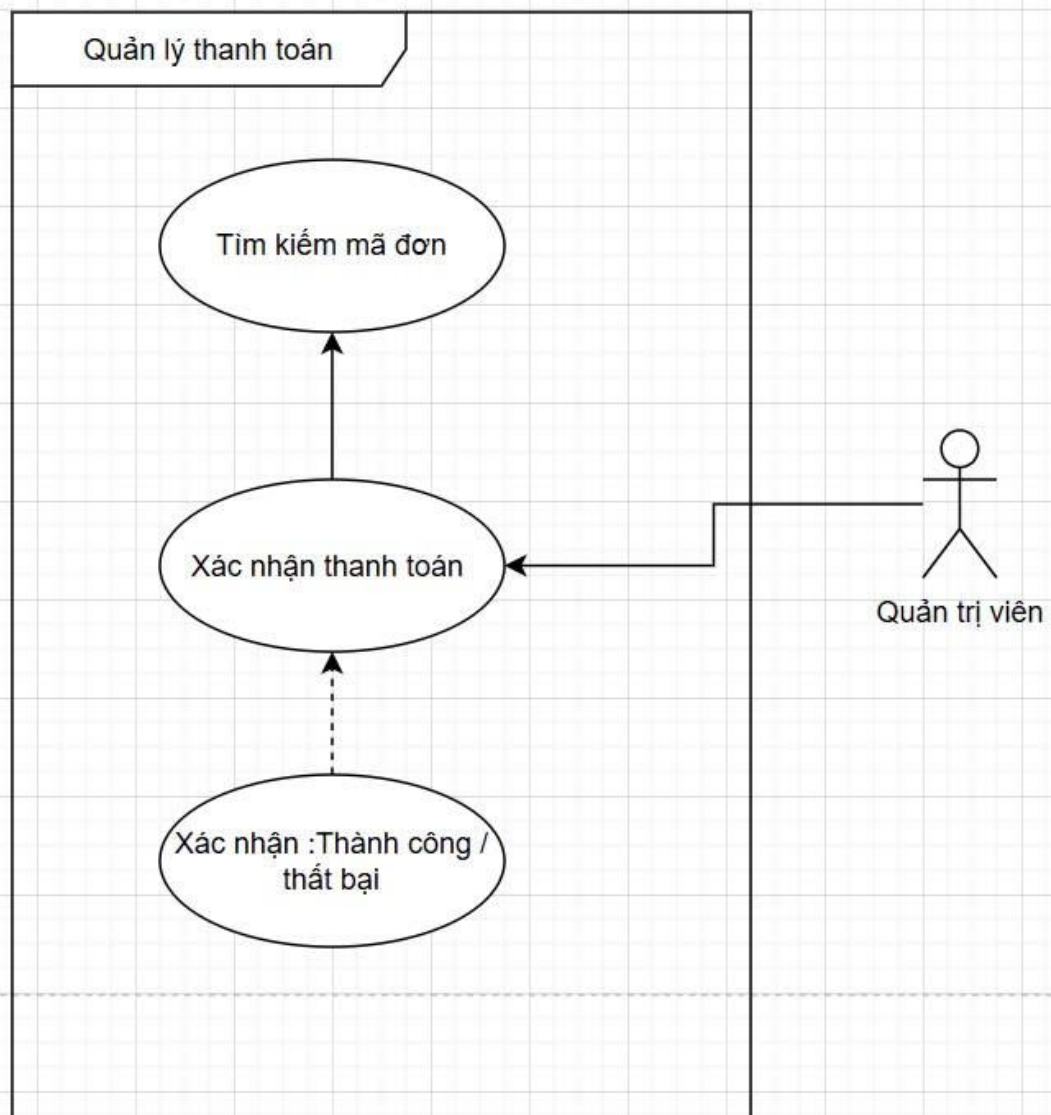 Quản lý thanh toán
Tìm kiếm mã đơn
Xác nhận thanh toán
Quản trị viên
Xác nhận :Thành công /
thất bại